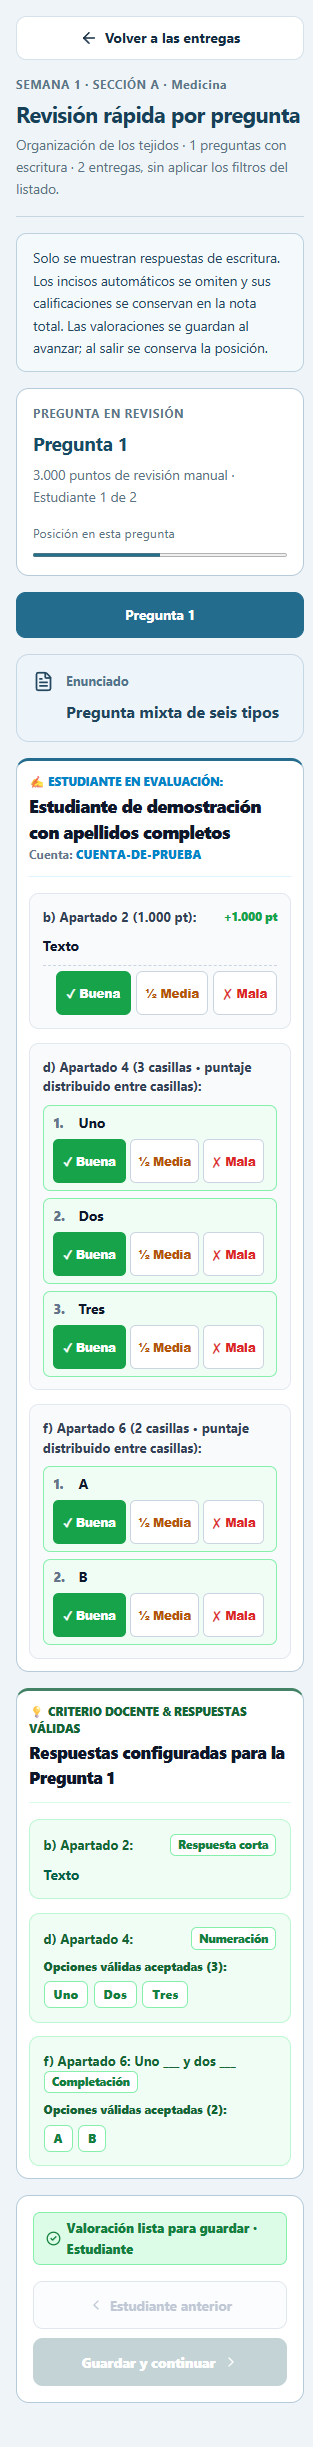 Volver a las entregas
SEMANA 1 · SECCIÓN A · Medicina
Revisión rápida por pregunta
Organización de los tejidos · 1 preguntas con
escritura · 2 entregas, sin aplicar los filtros del
listado.
Solo se muestran respuestas de escritura.
Los incisos automáticos se omiten y sus
calificaciones se conservan en la nota
total. Las valoraciones se guardan al
avanzar; al salir se conserva la posición.
PREGUNTA EN REVISIÓN
Pregunta 1
3.000 puntos de revisión manual ·
Estudiante 1 de 2
Posición en esta pregunta
Pregunta 1
Enunciado
Pregunta mixta de seis tipos
✍️ ESTUDIANTE EN EVALUACIÓN:
Estudiante de demostración
con apellidos completos
Cuenta: CUENTA-DE-PRUEBA
b) Apartado 2 (1.000 pt): +1.000 pt
Texto
✓ Buena ½ Media ✗ Mala
d) Apartado 4 (3 casillas • puntaje
distribuido entre casillas):
1. Uno
✓ Buena ½ Media ✗ Mala
2. Dos
✓ Buena ½ Media ✗ Mala
3. Tres
✓ Buena ½ Media ✗ Mala
f) Apartado 6 (2 casillas • puntaje
distribuido entre casillas):
1. A
✓ Buena ½ Media ✗ Mala
2. B
✓ Buena ½ Media ✗ Mala
💡 CRITERIO DOCENTE & RESPUESTAS
VÁLIDAS
Respuestas configuradas para la
Pregunta 1
b) Apartado 2: Respuesta corta
Texto
d) Apartado 4: Numeración
Opciones válidas aceptadas (3):
Uno Dos Tres
f) Apartado 6: Uno ___ y dos ___
Completación
Opciones válidas aceptadas (2):
A B
Valoración lista para guardar ·
Estudiante
Estudiante anterior
Guardar y continuar